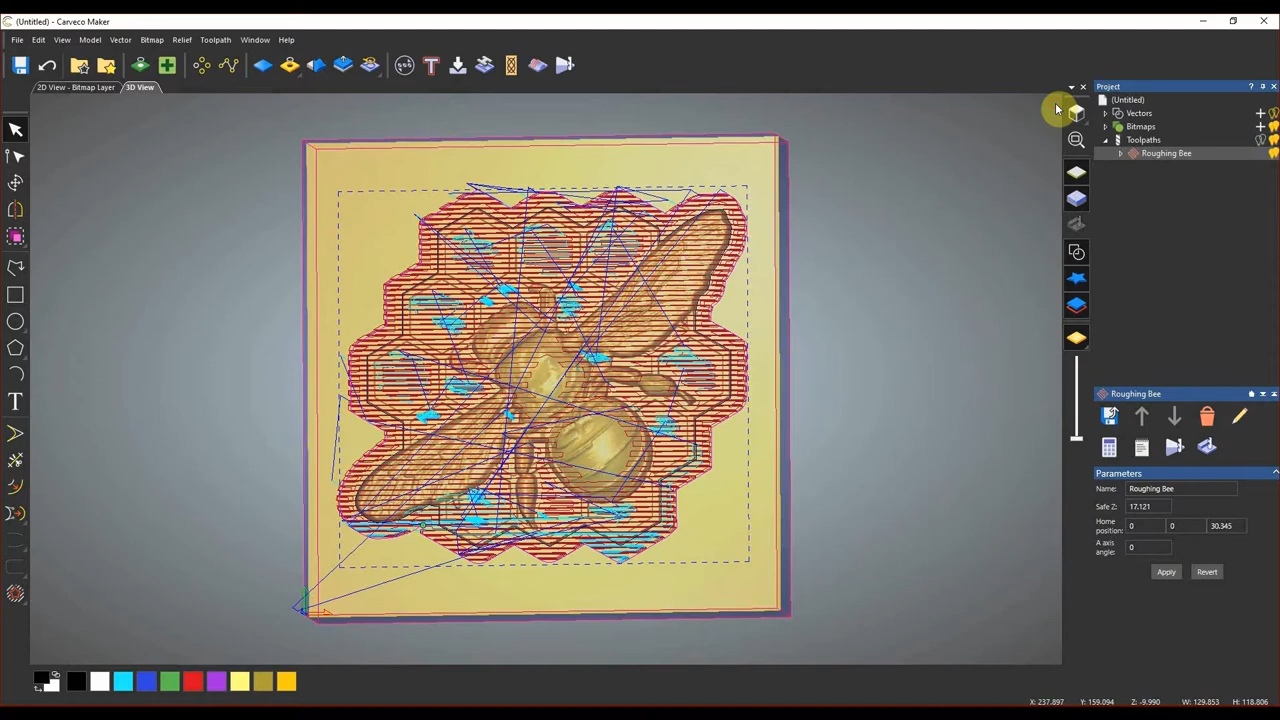 (Untitled) - Carveco Maker
File Edit View Model Vector Bitmap Relief Toolpath Window Help
2D View - Bitmap Layer 3D View
Project
(Untitled)
Vectors
Bitmaps
Toolpaths
Roughing Bee
Roughing Bee
Parameters
Name: Roughing Bee
Safe Z: 17.121
Home position: 0 0 30.345
A axis angle: 0
Apply Revert
X: 237.897 Y: 159.094 Z: -9.990 W: 129.853 H: 118.806